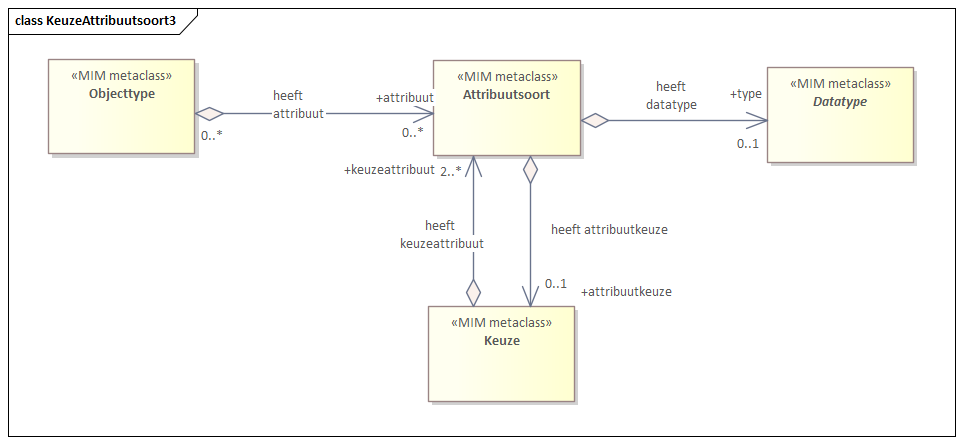 class KeuzeAttribuutsoort3
«MIM metaclass»
Objecttype
heeft
attribuut
0..*
+attribuut
0..*
«MIM metaclass»
Attribuutsoort
heeft
datatype
+type
0..1
«MIM metaclass»
Datatype
+keuzeattribuut
2..*
heeft
keuzeattribuut
heeft attribuutkeuze
0..1
+attribuutkeuze
«MIM metaclass»
Keuze